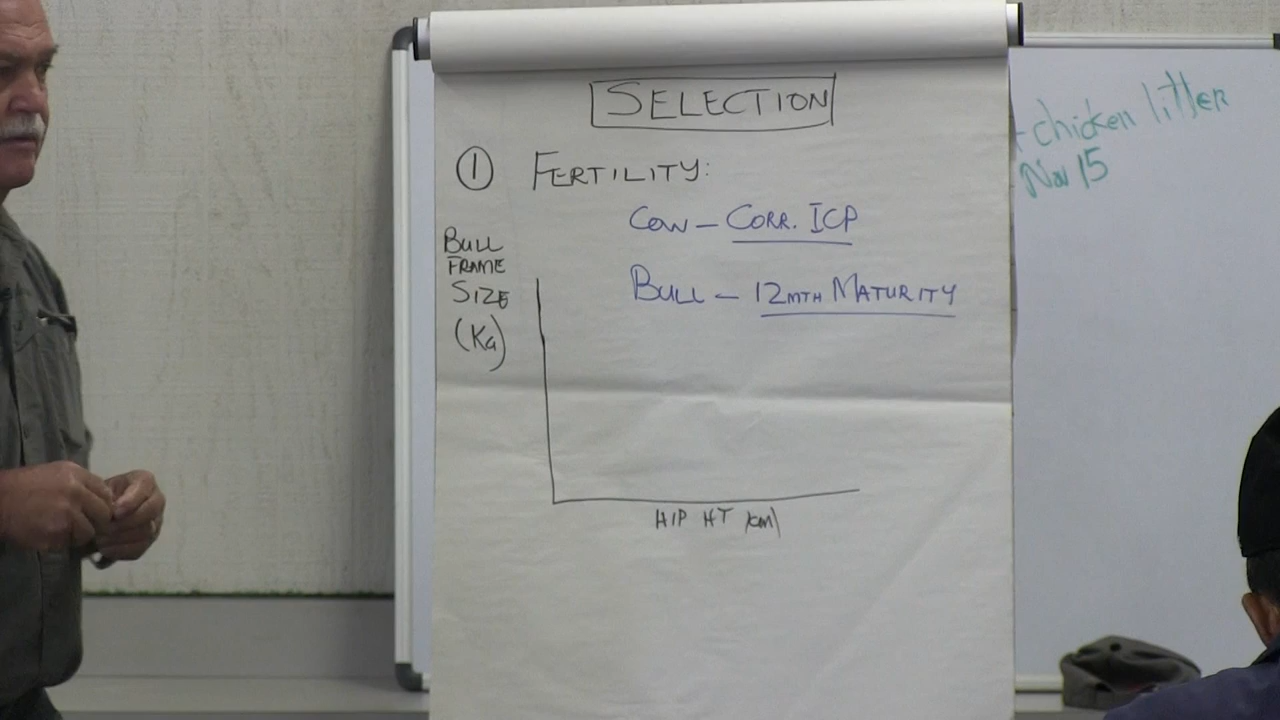 SELECTION
① FERTILITY:
COW – CORR. ICP
BULL – 12MTH MATURITY
BULL
FRAME
SIZE
(KG)
HIP HT (cm)
+chicken litter
Nov 15